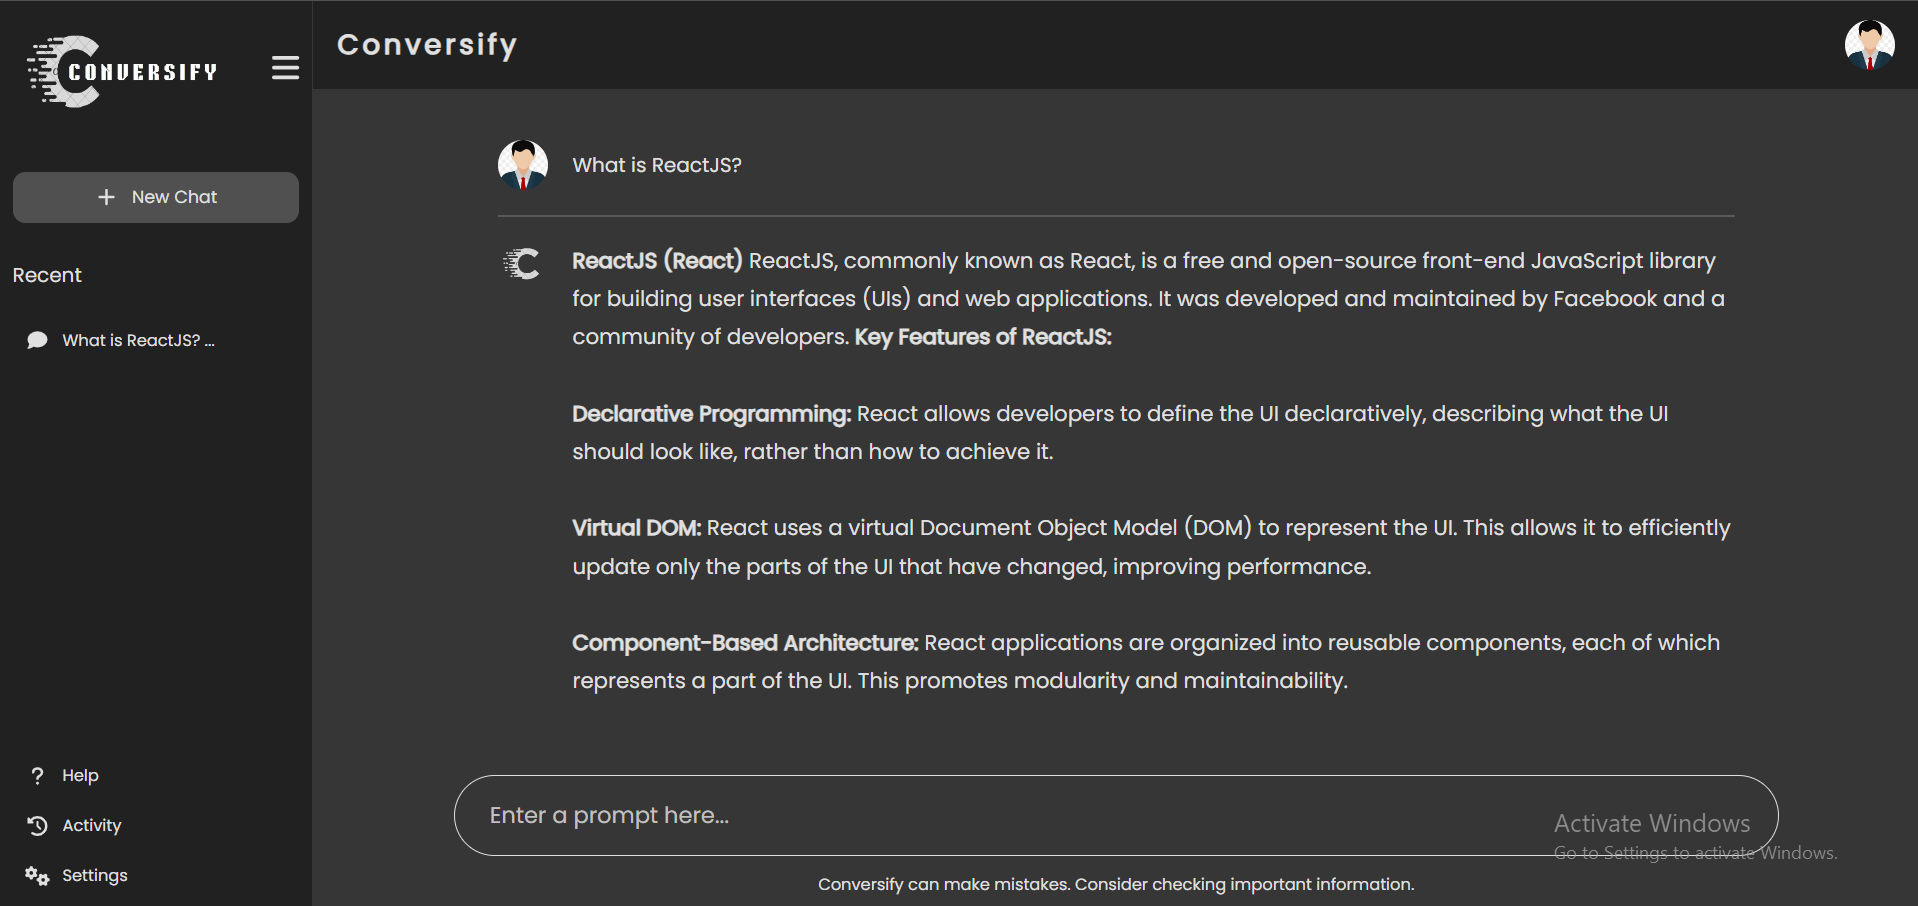 CONVERSIFY
Conversify
New Chat
Recent
What is ReactJS? ...
Help
Activity
Settings
What is ReactJS?
ReactJS (React) ReactJS, commonly known as React, is a free and open-source front-end JavaScript library
for building user interfaces (UIs) and web applications. It was developed and maintained by Facebook and a
community of developers. Key Features of ReactJS:
Declarative Programming: React allows developers to define the UI declaratively, describing what the UI
should look like, rather than how to achieve it.
Virtual DOM: React uses a virtual Document Object Model (DOM) to represent the UI. This allows it to efficiently
update only the parts of the UI that have changed, improving performance.
Component-Based Architecture: React applications are organized into reusable components, each of which
represents a part of the UI. This promotes modularity and maintainability.
Enter a prompt here...
Activate Windows
Go to Settings to activate Windows.
Conversify can make mistakes. Consider checking important information.